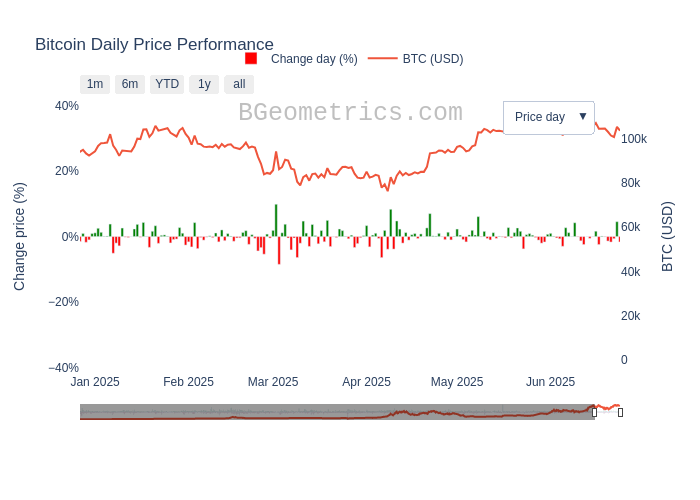 Bitcoin Daily Price Performance
Change day (%) BTC (USD)
1m 6m YTD 1y all
BGeometrics.com
Price day ▼
Change price (%)
40%
20%
0%
−20%
−40%
BTC (USD)
100k
80k
60k
40k
20k
0
Jan 2025 Feb 2025 Mar 2025 Apr 2025 May 2025 Jun 2025